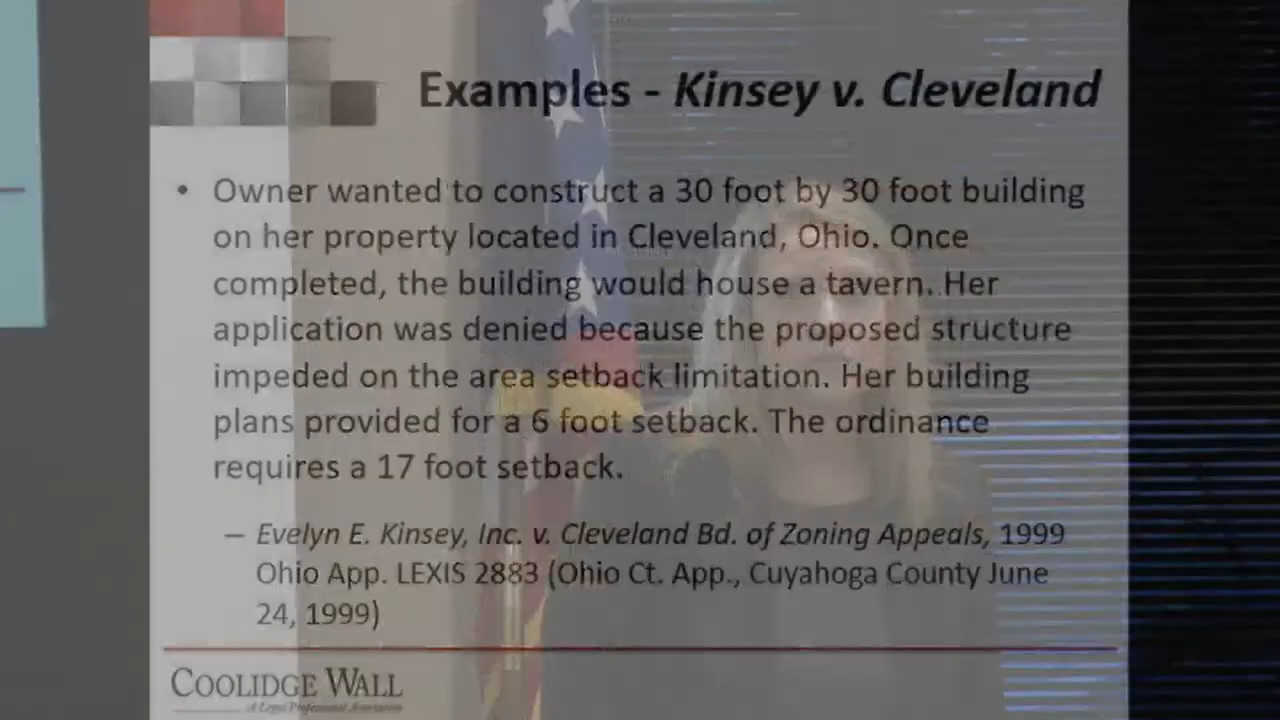 Examples - Kinsey v. Cleveland
• Owner wanted to construct a 30 foot by 30 foot building
on her property located in Cleveland, Ohio. Once
completed, the building would house a tavern. Her
application was denied because the proposed structure
impeded on the area setback limitation. Her building
plans provided for a 6 foot setback. The ordinance
requires a 17 foot setback.
– Evelyn E. Kinsey, Inc. v. Cleveland Bd. of Zoning Appeals, 1999
Ohio App. LEXIS 2883 (Ohio Ct. App., Cuyahoga County June
24, 1999)
COOLIDGE WALL
A Legal Professional Association